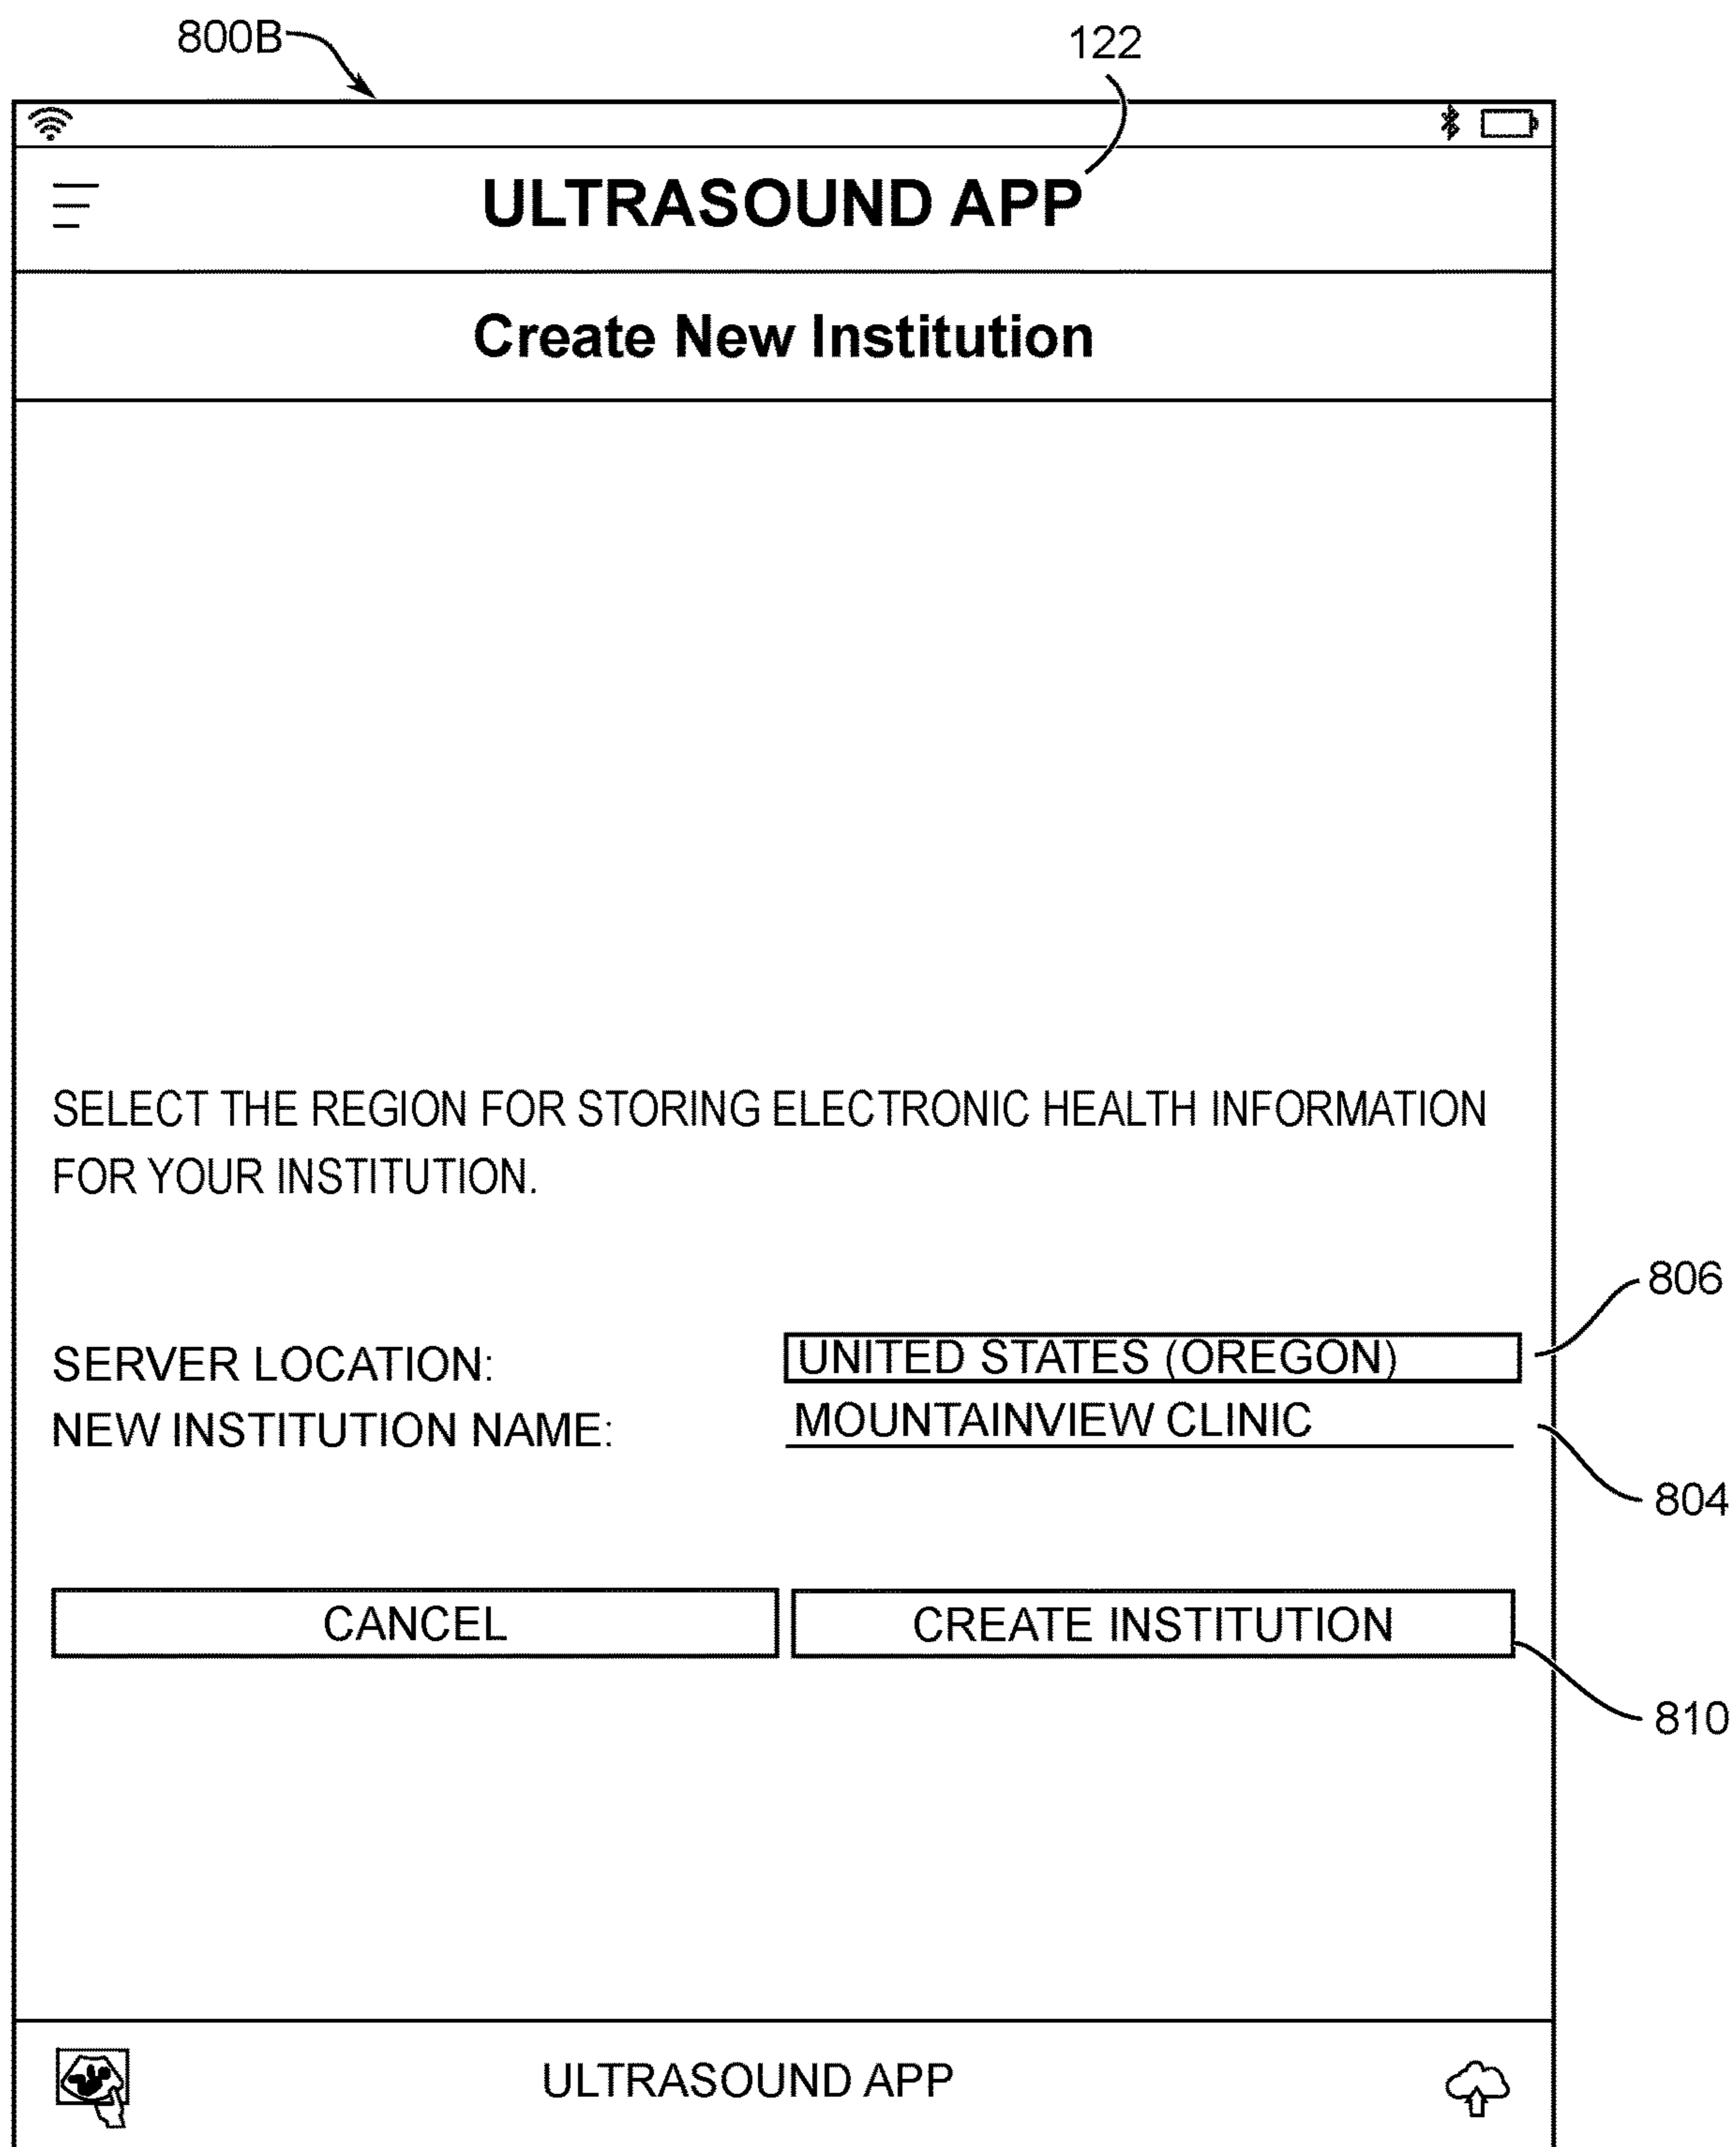 800B
122
ULTRASOUND APP
Create New Institution
SELECT THE REGION FOR STORING ELECTRONIC HEALTH INFORMATION
FOR YOUR INSTITUTION.
806
SERVER LOCATION: UNITED STATES (OREGON)
NEW INSTITUTION NAME: MOUNTAINVIEW CLINIC
804
CANCEL CREATE INSTITUTION
810
ULTRASOUND APP